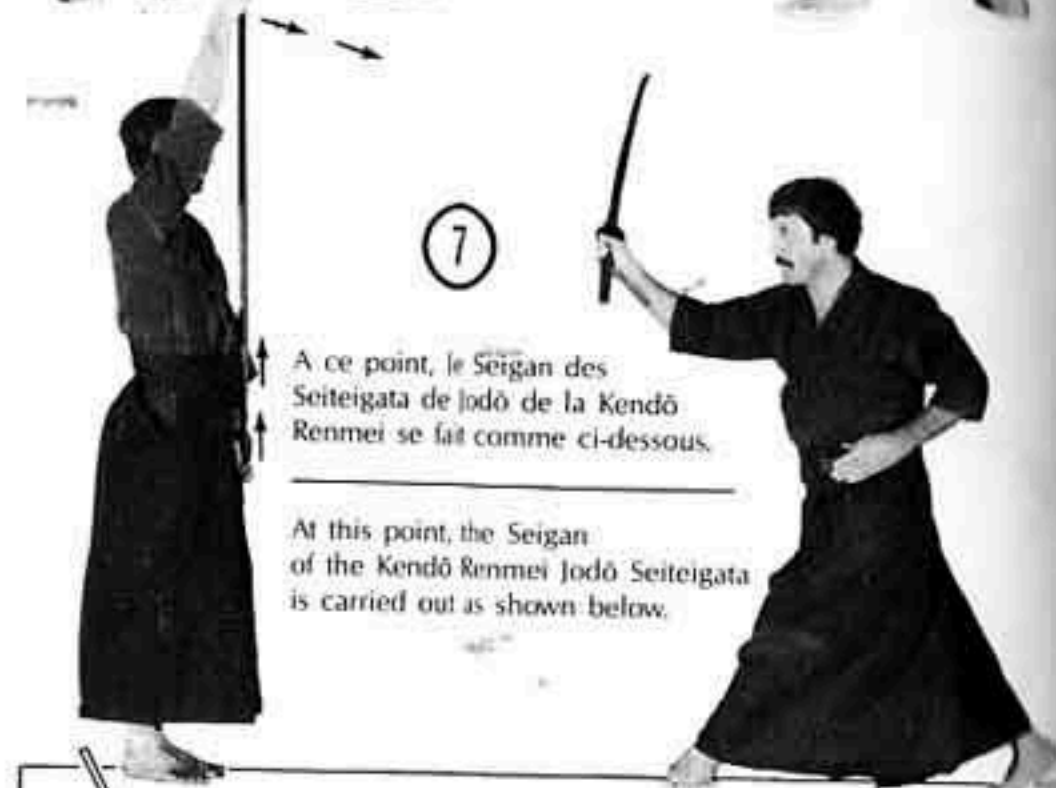 7
A ce point, le Seigan des
Seiteigata de Jodô de la Kendô
Renmei se fait comme ci-dessous.
At this point, the Seigan
of the Kendô Renmei Jodô Seiteigata
is carried out as shown below.